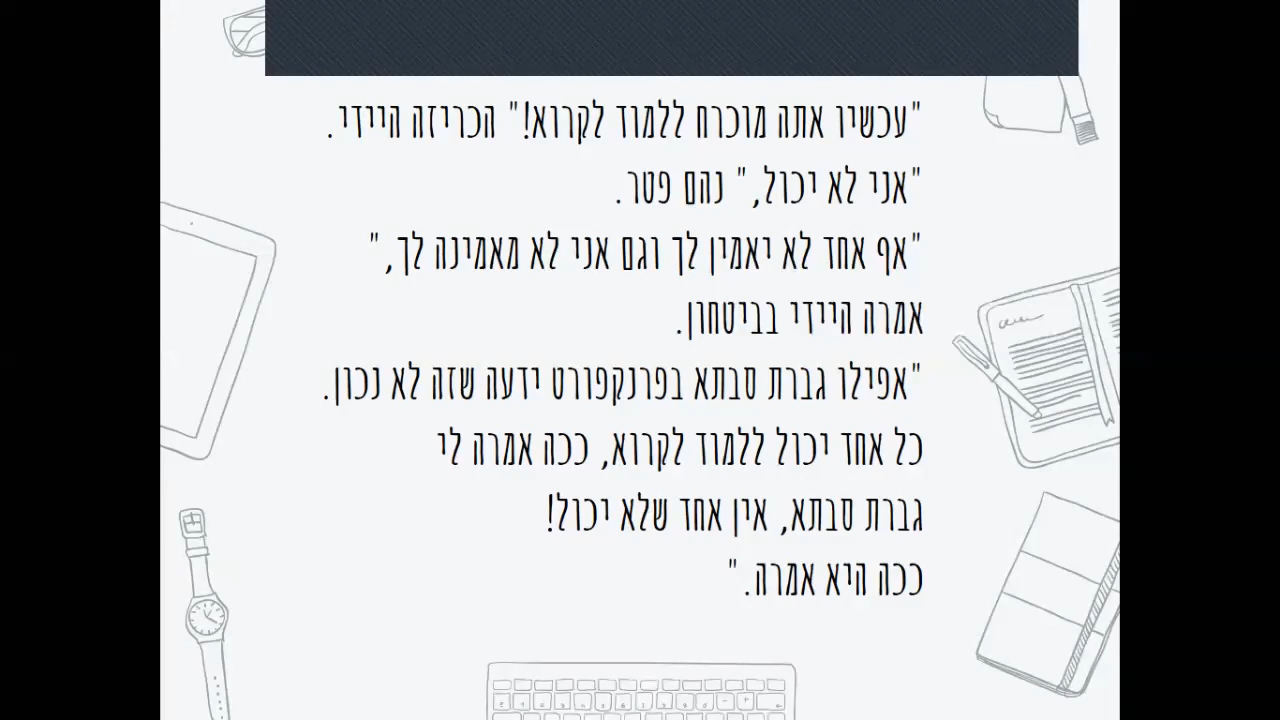 "עכשיו אתה מוכרח ללמוד לקרוא!" הכריזה היידי.
"אני לא יכול," נהם פטר.
"אף אחד לא יאמין לך וגם אני לא מאמינה לך,"
אמרה היידי בביטחון.
"אפילו גברת סבתא בפרנקפורט ידעה שזה לא נכון.
כל אחד יכול ללמוד לקרוא, ככה אמרה לי
גברת סבתא, אין אחד שלא יכול!
ככה היא אמרה."